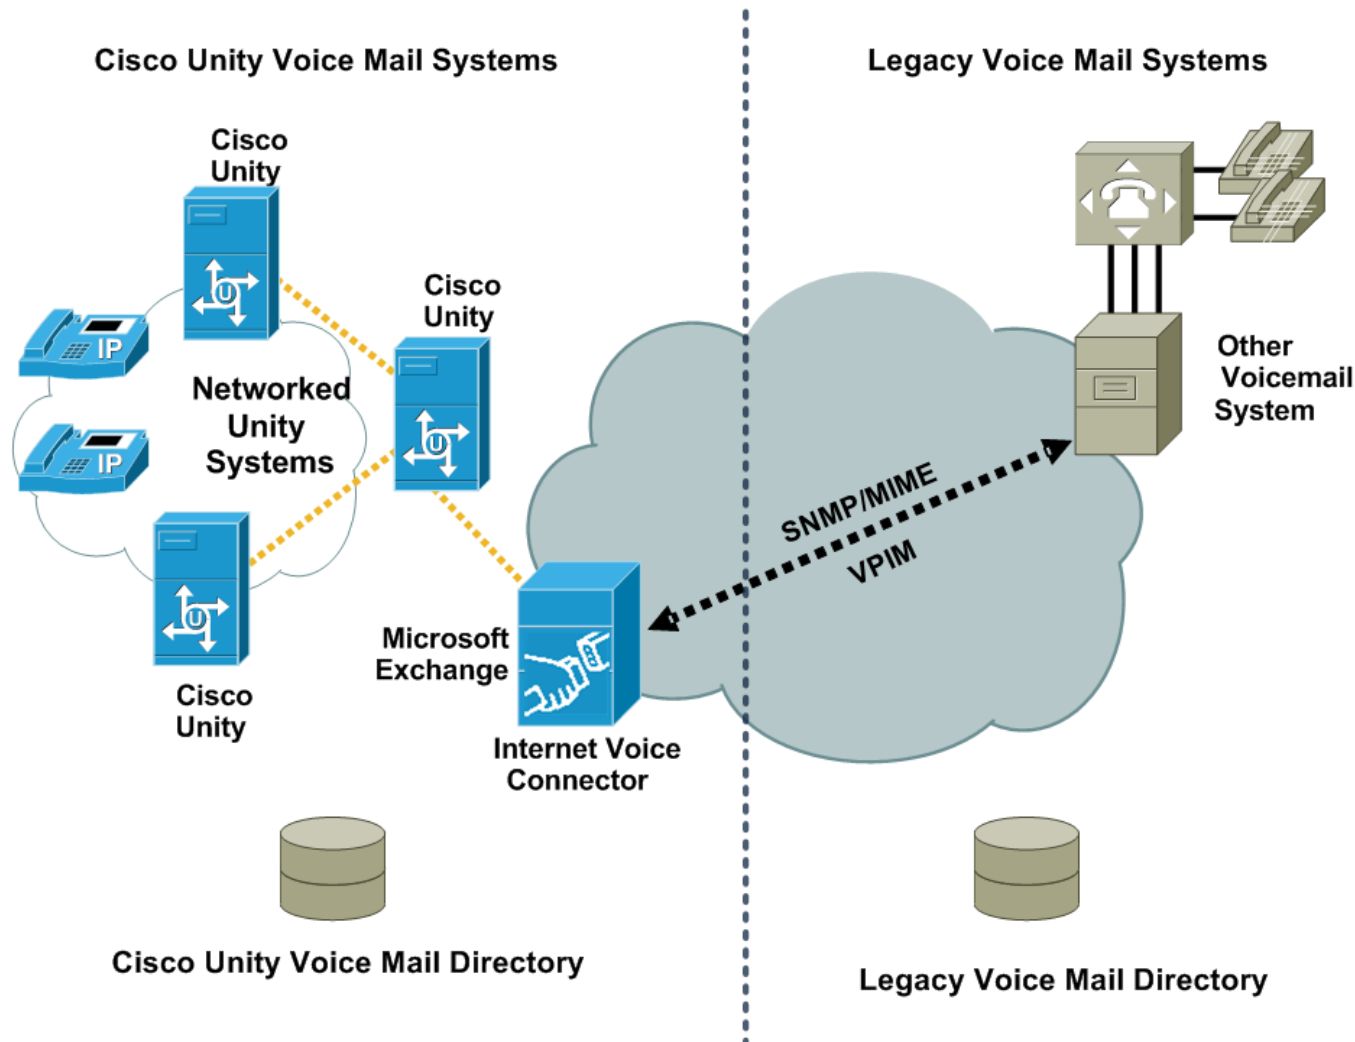 Cisco Unity Voice Mail Systems
Legacy Voice Mail Systems
Cisco
Unity
Cisco
Unity
IP
Networked
Unity
Systems
IP
Other
Voicemail
System
U
U
U
SNMP/MIME
VPIM
Microsoft
Exchange
Cisco
Unity
Internet Voice
Connector
Cisco Unity Voice Mail Directory
Legacy Voice Mail Directory